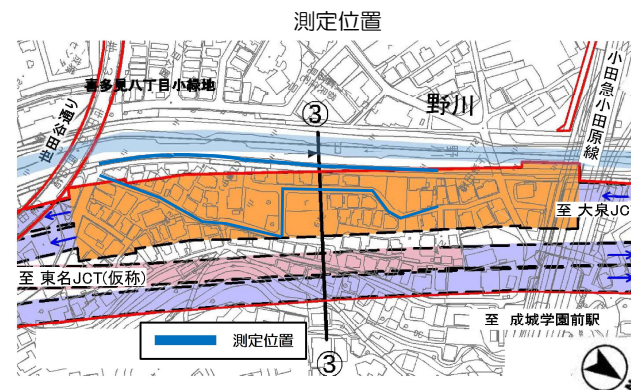 測定位置
喜多見八丁目小緑地
世田谷通り
③
野川
小田急小田原線
至 大泉JC
至 東名JCT(仮称)
至 成城学園前駅
測定位置
③